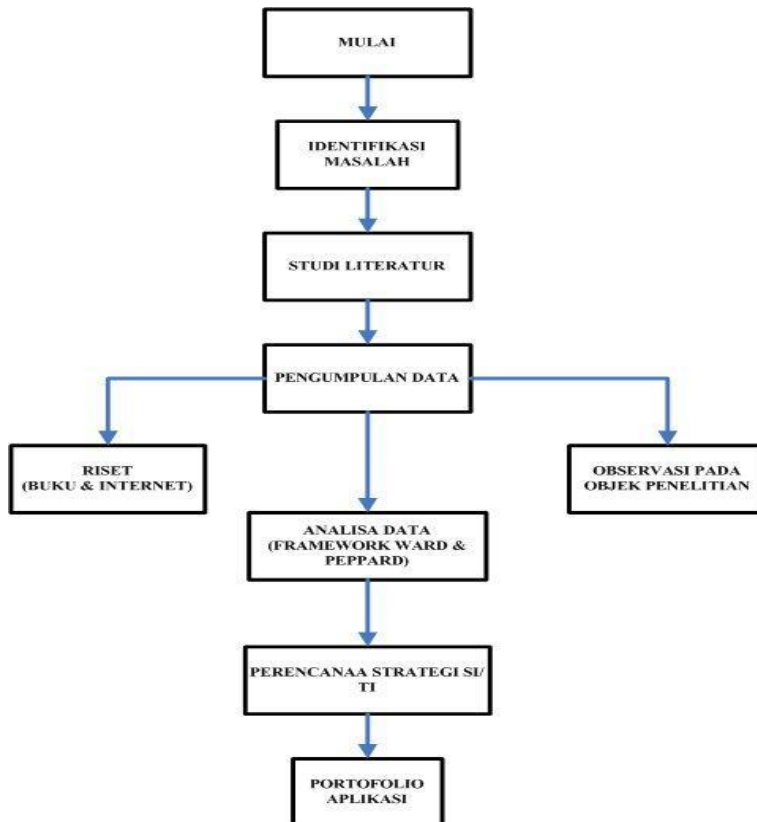 MULAI
IDENTIFIKASI
MASALAH
STUDI LITERATUR
PENGUMPULAN DATA
RISET
(BUKU & INTERNET)
OBSERVASI PADA
OBJEK PENELITIAN
ANALISA DATA
(FRAMEWORK WARD &
PEPPARD)
PERENCANAA STRATEGI SI/
TI
PORTOFOLIO
APLIKASI